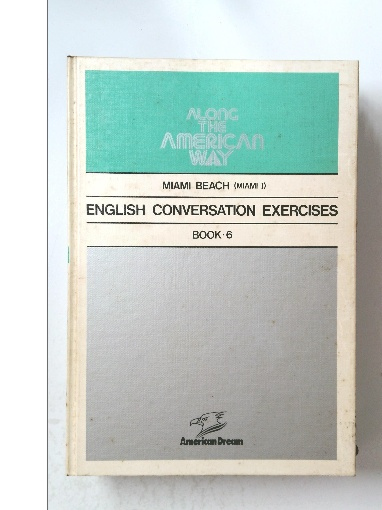 ALONG
THE
AMERICAN
WAY
MIAMI BEACH (MIAMI I)
ENGLISH CONVERSATION EXERCISES
BOOK·6
American Dream